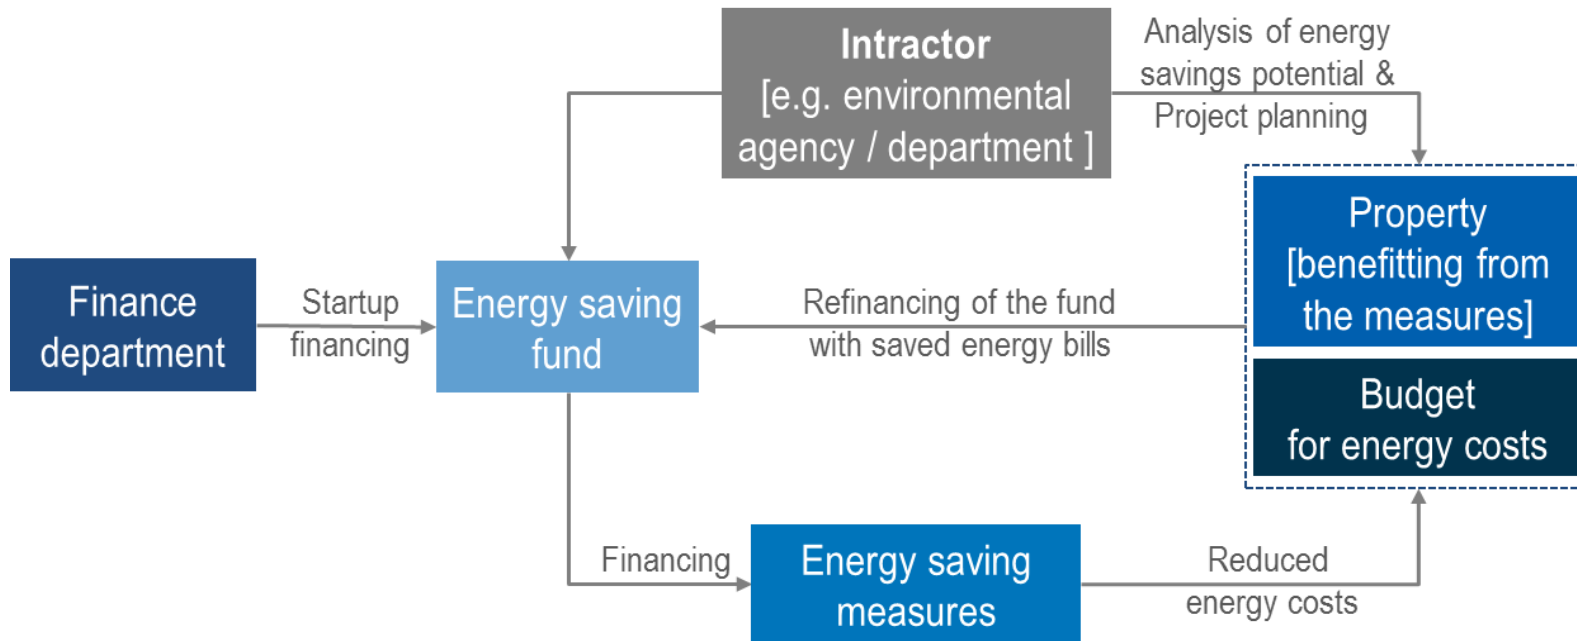 Intractor
[e.g. environmental
agency / department ]
Analysis of energy
savings potential &
Project planning
Property
[benefitting from
the measures]
Budget
for energy costs
Finance
department
Startup
financing
Energy saving
fund
Refinancing of the fund
with saved energy bills
Financing
Energy saving
measures
Reduced
energy costs